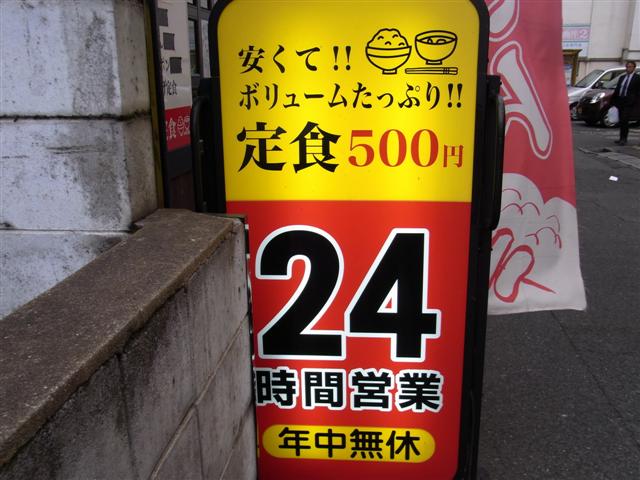 安くて!!
ボリュームたっぷり!!
定食500円
24
時間営業
年中無休